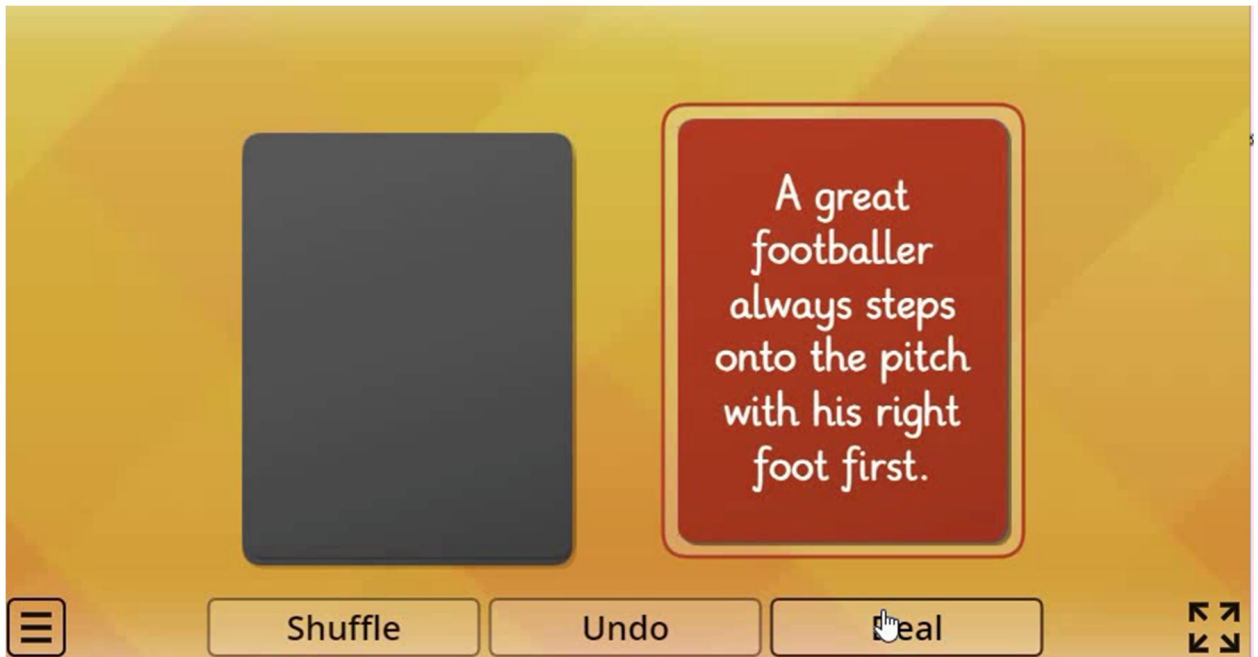 A great
footballer
always steps
onto the pitch
with his right
foot first.
Shuffle
Undo
Deal